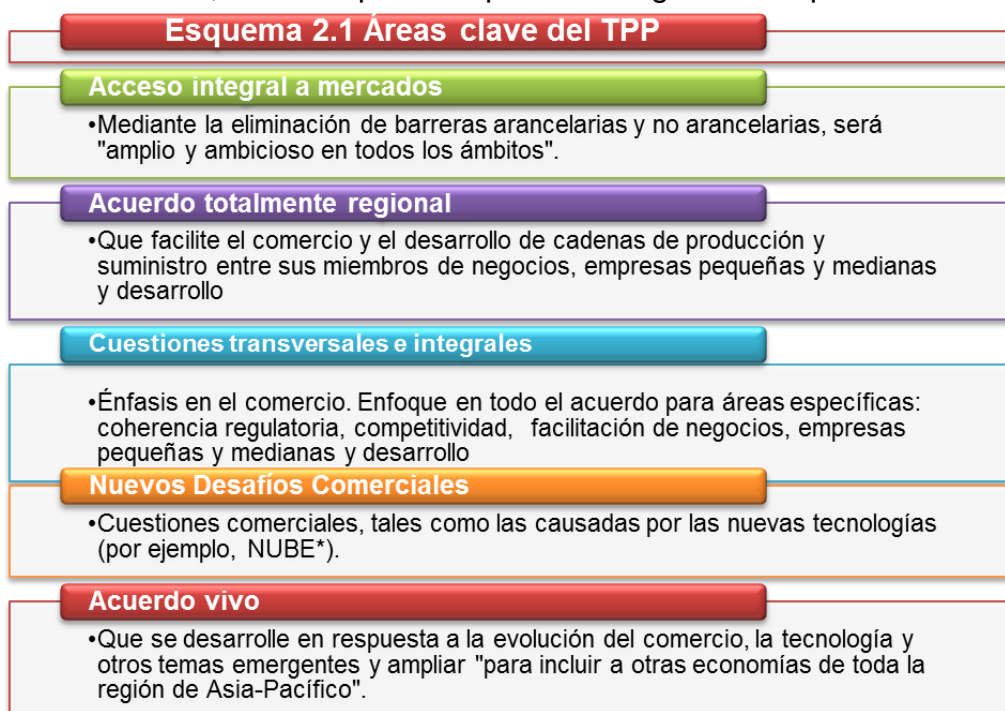 Esquema 2.1 Áreas clave del TPP
Acceso integral a mercados
•Mediante la eliminación de barreras arancelarias y no arancelarias, será
"amplio y ambicioso en todos los ámbitos".
Acuerdo totalmente regional
•Que facilite el comercio y el desarrollo de cadenas de producción y
suministro entre sus miembros de negocios, empresas pequeñas y medianas
y desarrollo
Cuestiones transversales e integrales
•Énfasis en el comercio. Enfoque en todo el acuerdo para áreas específicas:
coherencia regulatoria, competitividad, facilitación de negocios, empresas
pequeñas y medianas y desarrollo
Nuevos Desafíos Comerciales
•Cuestiones comerciales, tales como las causadas por las nuevas tecnologías
(por ejemplo, NUBE*).
Acuerdo vivo
•Que se desarrolle en respuesta a la evolución del comercio, la tecnología y
otros temas emergentes y ampliar "para incluir a otras economías de toda la
región de Asia-Pacífico".